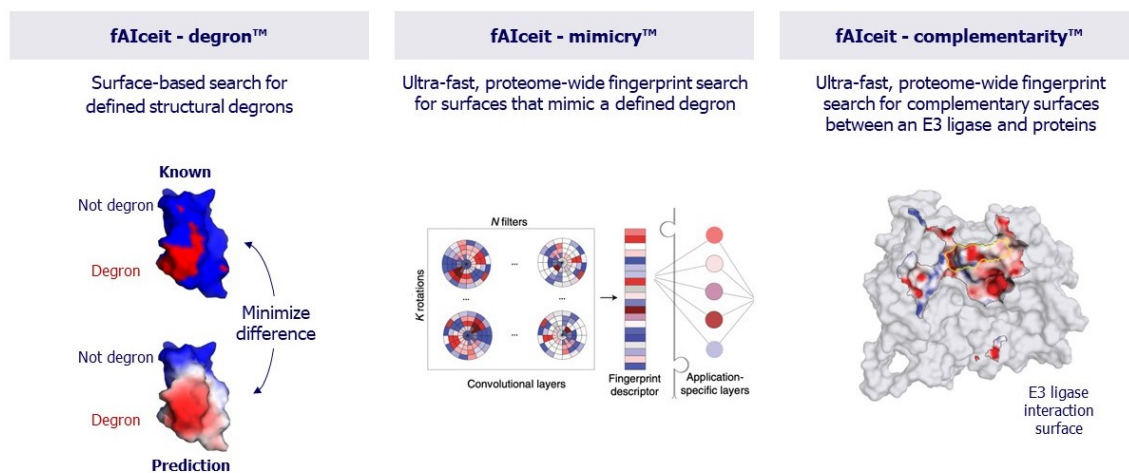 fAIceit - degron™
Surface-based search for
defined structural degrons
Known
Not degron
Degron
Minimize
difference
Not degron
Degron
Prediction
fAIceit - mimicry™
Ultra-fast, proteome-wide fingerprint search
for surfaces that mimic a defined degron
N filters
K rotations
...
...
...
...
Convolutional layers
Fingerprint
descriptor
Application-
specific layers
fAIceit - complementarity™
Ultra-fast, proteome-wide fingerprint
search for complementary surfaces
between an E3 ligase and proteins
E3 ligase
interaction
surface